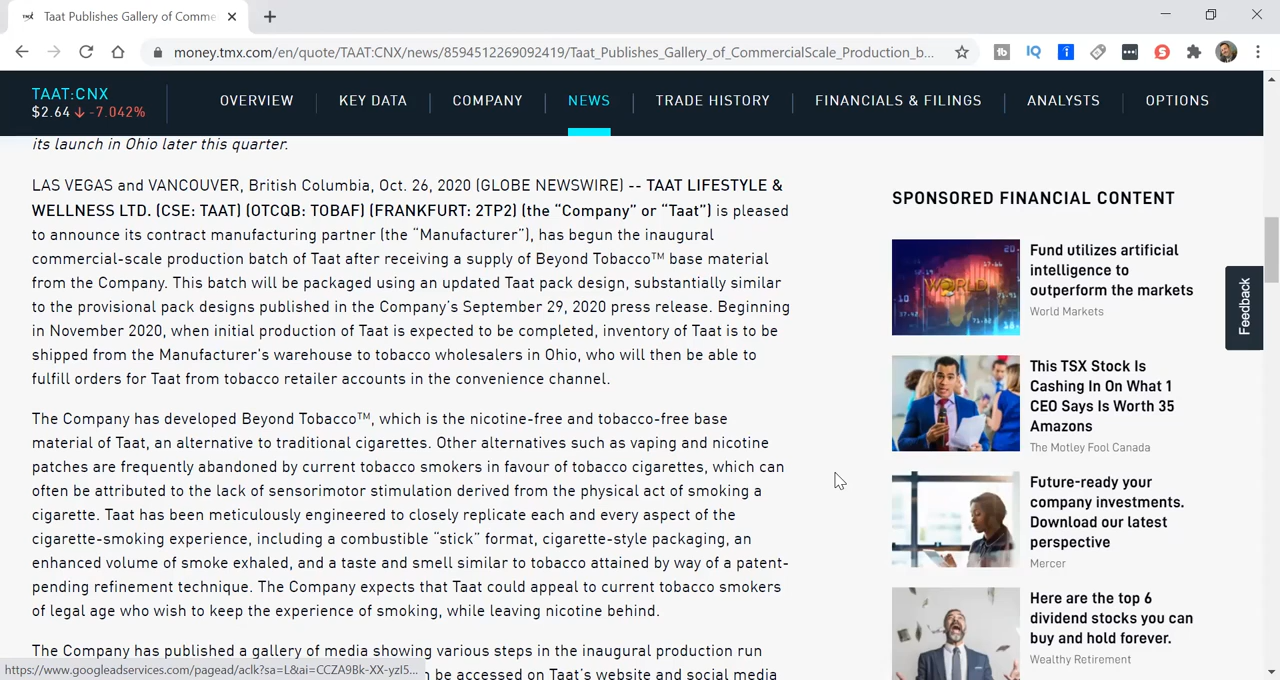 Taat Publishes Gallery of Comme
money.tmx.com/en/quote/TAAT:CNX/news/8594512269092419/Taat_Publishes_Gallery_of_CommercialScale_Production_b...
TAAT:CNX
$2.64 ↓ -7.042%
OVERVIEW
KEY DATA
COMPANY
NEWS
TRADE HISTORY
FINANCIALS & FILINGS
ANALYSTS
OPTIONS
its launch in Ohio later this quarter.
LAS VEGAS and VANCOUVER, British Columbia, Oct. 26, 2020 (GLOBE NEWSWIRE) -- TAAT LIFESTYLE &
WELLNESS LTD. (CSE: TAAT) (OTCQB: TOBAF) (FRANKFURT: 2TP2) (the “Company” or “Taat”) is pleased
to announce its contract manufacturing partner (the “Manufacturer”), has begun the inaugural
commercial-scale production batch of Taat after receiving a supply of Beyond Tobacco™ base material
from the Company. This batch will be packaged using an updated Taat pack design, substantially similar
to the provisional pack designs published in the Company’s September 29, 2020 press release. Beginning
in November 2020, when initial production of Taat is expected to be completed, inventory of Taat is to be
shipped from the Manufacturer’s warehouse to tobacco wholesalers in Ohio, who will then be able to
fulfill orders for Taat from tobacco retailer accounts in the convenience channel.
The Company has developed Beyond Tobacco™, which is the nicotine-free and tobacco-free base
material of Taat, an alternative to traditional cigarettes. Other alternatives such as vaping and nicotine
patches are frequently abandoned by current tobacco smokers in favour of tobacco cigarettes, which can
often be attributed to the lack of sensorimotor stimulation derived from the physical act of smoking a
cigarette. Taat has been meticulously engineered to closely replicate each and every aspect of the
cigarette-smoking experience, including a combustible “stick” format, cigarette-style packaging, an
enhanced volume of smoke exhaled, and a taste and smell similar to tobacco attained by way of a patent-
pending refinement technique. The Company expects that Taat could appeal to current tobacco smokers
of legal age who wish to keep the experience of smoking, while leaving nicotine behind.
The Company has published a gallery of media showing various steps in the inaugural production run
n be accessed on Taat’s website and social media
https://www.googleadservices.com/pagead/aclk?sa=L&ai=CCZA9Bk-XX-yzI5...
SPONSORED FINANCIAL CONTENT
Fund utilizes artificial
intelligence to
outperform the markets
World Markets
This TSX Stock Is
Cashing In On What 1
CEO Says Is Worth 35
Amazons
The Motley Fool Canada
Future-ready your
company investments.
Download our latest
perspective
Mercer
Here are the top 6
dividend stocks you can
buy and hold forever.
Wealthy Retirement
Feedback
WORLD